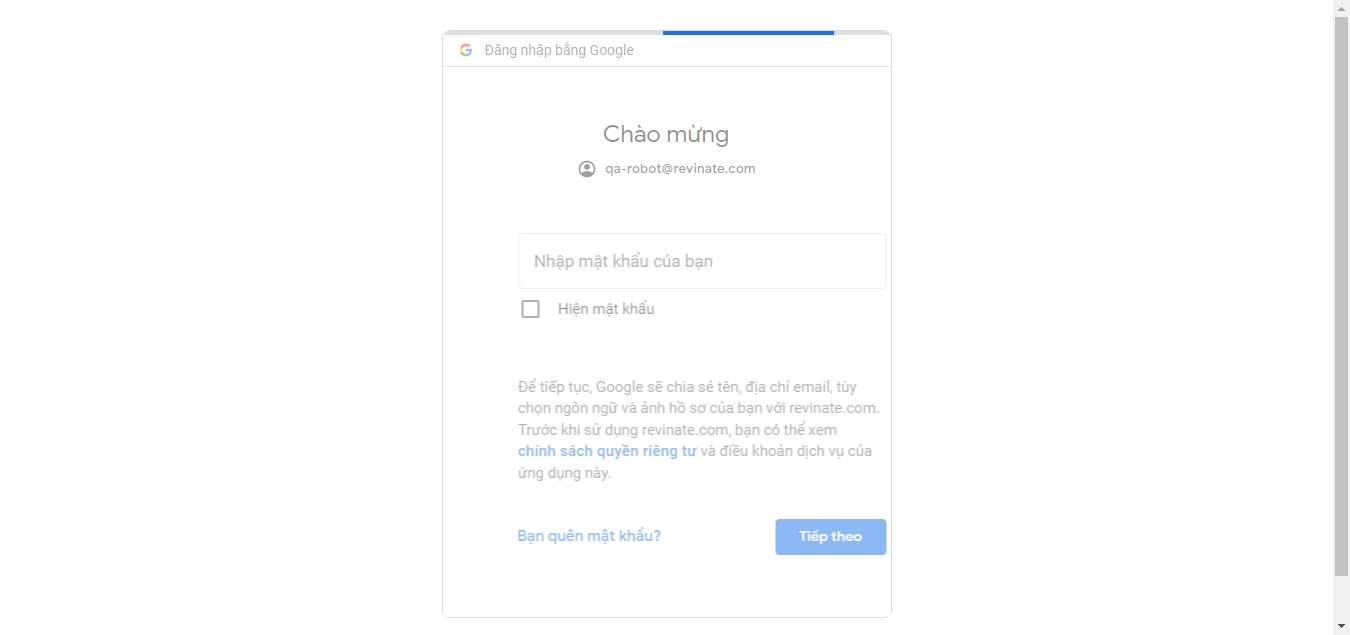 Đăng nhập bằng Google
Chào mừng
qa-robot@revinate.com
Nhập mật khẩu của bạn
Hiện mật khẩu
Để tiếp tục, Google sẽ chia sẻ tên, địa chỉ email, tùy
chọn ngôn ngữ và ảnh hồ sơ của bạn với revinate.com.
Trước khi sử dụng revinate.com, bạn có thể xem
chính sách quyền riêng tư và điều khoản dịch vụ của
ứng dụng này.
Bạn quên mật khẩu?
Tiếp theo